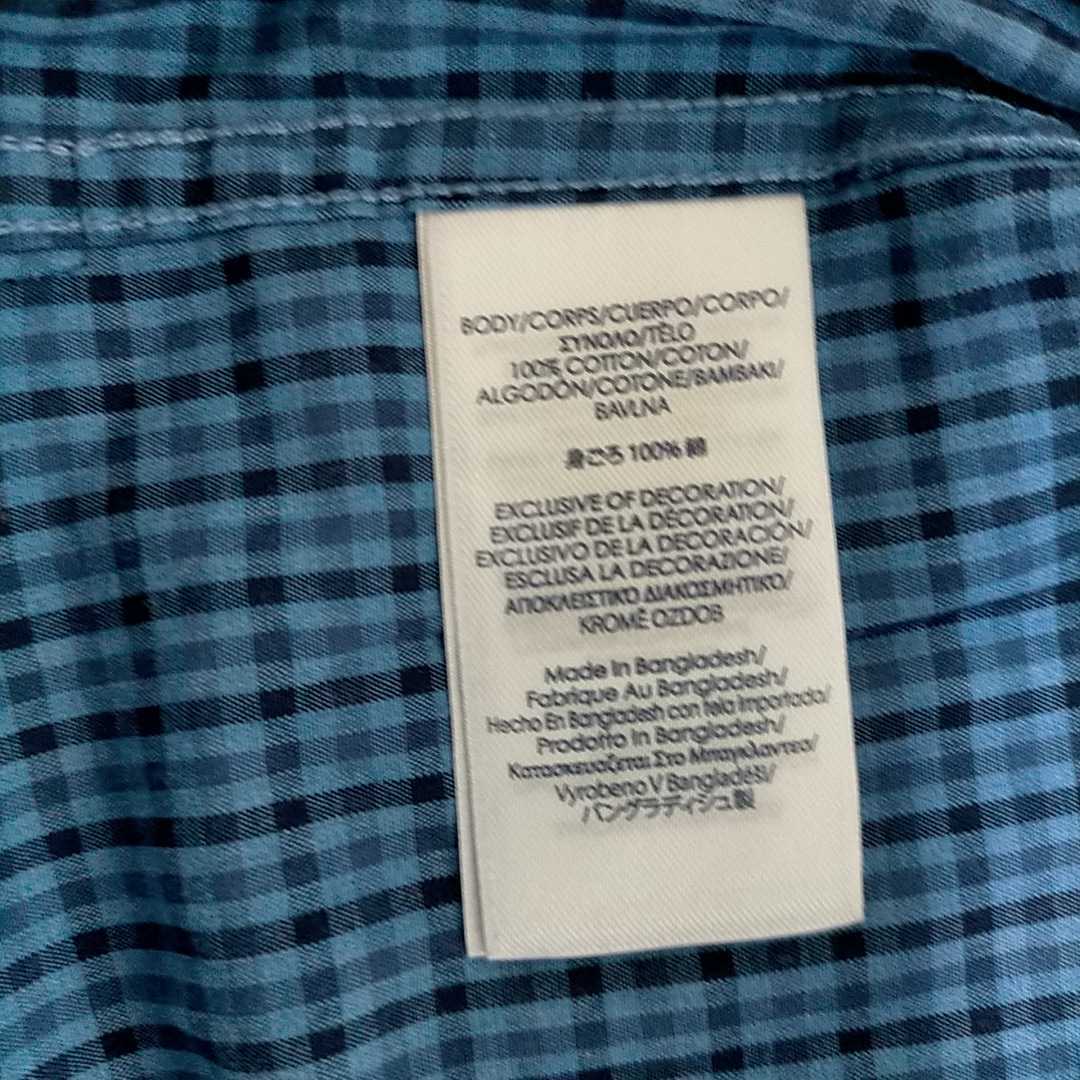 BODY/CORPS/CUERPO/CORPO/
ΣΥΝΟΛΟ/TĚLO
100% COTTON/COTON/
ALGODÓN/COTONE/BAMBAKI/
BAVLNA
身ごろ 100% 綿
EXCLUSIVE OF DECORATION/
EXCLUSIF DE LA DÉCORATION/
EXCLUSIVO DE LA DECORACIÓN/
ESCLUSA LA DECORAZIONE/
ΑΠΟΚΛΕΙΣΤΙΚΌ ΔΙΑΚΟΣΜΗΤΙΚΌ/
KROMĚ OZDOB
Made In Bangladesh/
Fabrique Au Bangladesh/
Hecho En Bangladesh con tela Importada/
Prodotto In Bangladesh/
Κατασκευαζεται Στο Μπαγκλαντεσ/
Vyrobeno V Bangladéši/
バングラディシュ製